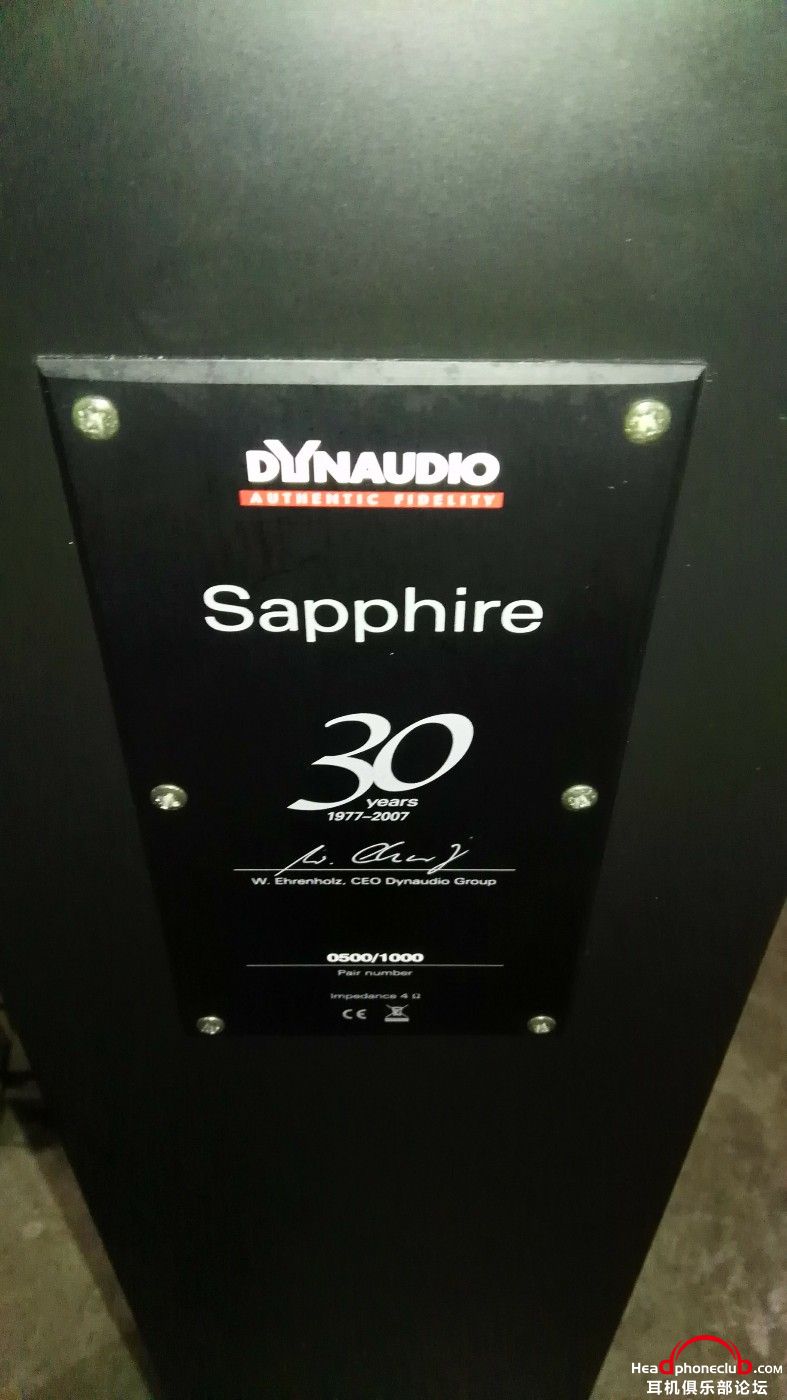 DYNAUDIO
AUTHENTIC FIDELITY
Sapphire
30
years
1977–2007
W. Ehrenholz, CEO Dynaudio Group
0500/1000
Pair number
Impedance 4 Ω
CE
Headphoneclub.com
耳机俱乐部论坛